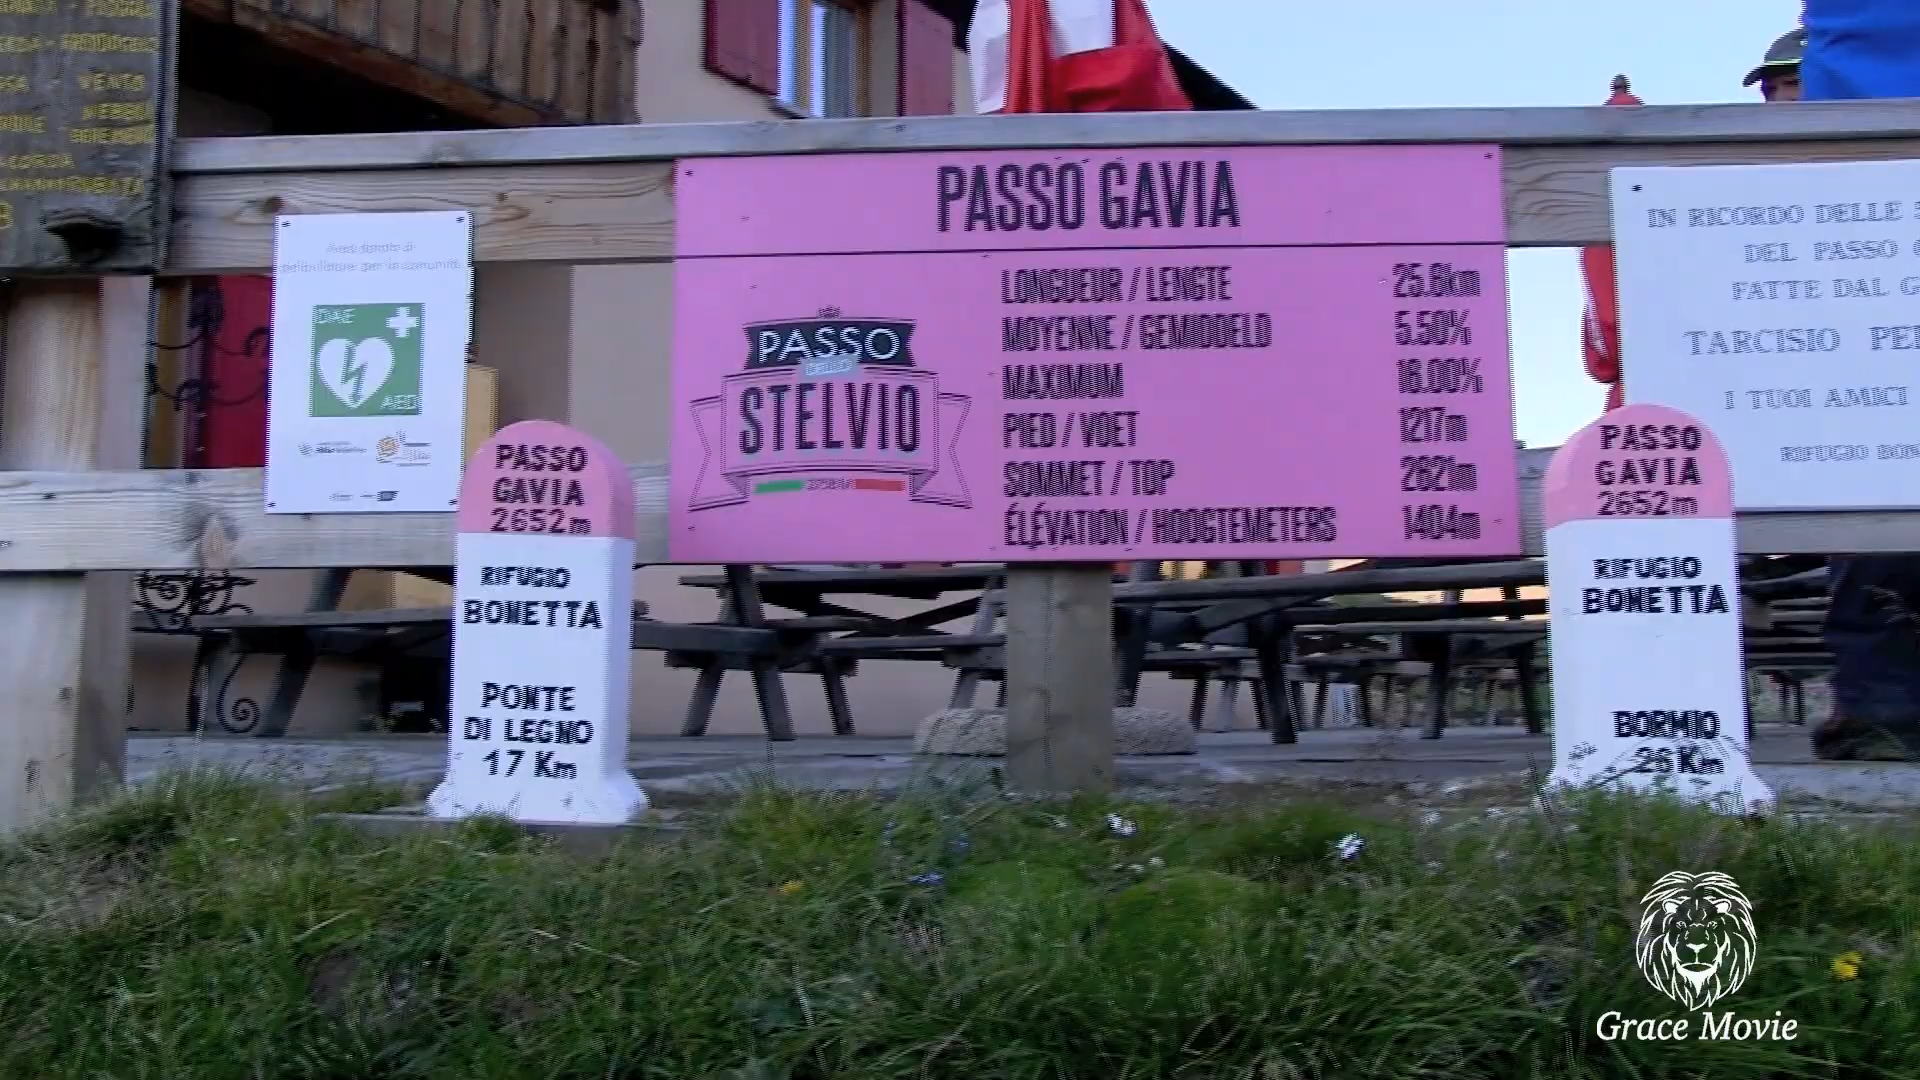 VENTO
CORDA
DAE
AED
PASSO GAVIA
PASSO
DELLO
STELVIO
2758M
LONGUEUR / LENGTE 25.6km
MOYENNE / GEMIDDELD 5.50%
MAXIMUM 16.00%
PIED / VOET 1217m
SOMMET / TOP 2621m
ÉLÉVATION / HOOGTEMETERS 1404m
IN RICORDO DELLE
DEL PASSO
FATTE DAL
TARCISIO
I TUOI AMICI
RIFUGIO
PASSO
GAVIA
2652m
RIFUGIO
BONETTA
PONTE
DI LEGNO
17 Km
PASSO
GAVIA
2652m
RIFUGIO
BONETTA
BORMIO
26 Km
Grace Movie